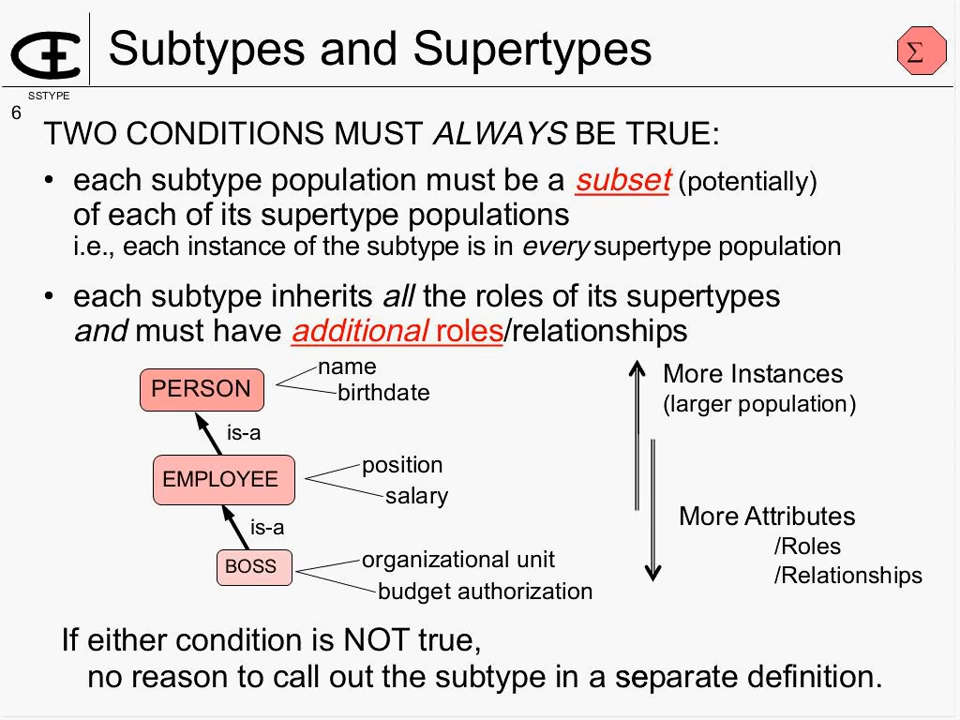 Subtypes and Supertypes
Σ
SSTYPE
6
TWO CONDITIONS MUST ALWAYS BE TRUE:
• each subtype population must be a subset (potentially)
of each of its supertype populations
i.e., each instance of the subtype is in every supertype population
• each subtype inherits all the roles of its supertypes
and must have additional roles/relationships
PERSON
name
birthdate
is-a
EMPLOYEE
position
salary
is-a
BOSS
organizational unit
budget authorization
More Instances
(larger population)
More Attributes
/Roles
/Relationships
If either condition is NOT true,
no reason to call out the subtype in a separate definition.